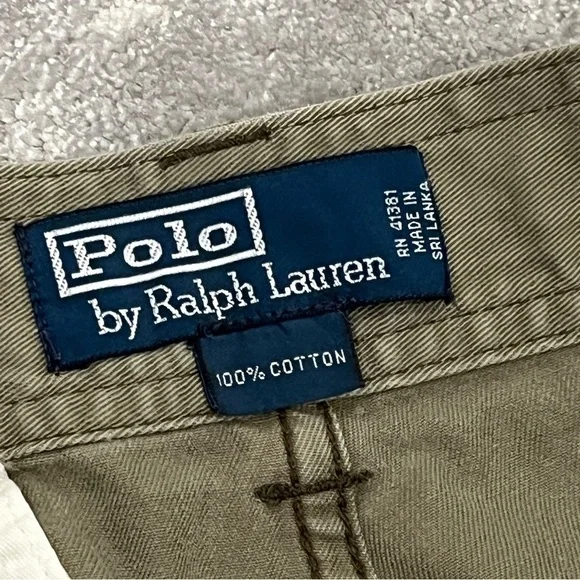 Polo
by Ralph Lauren
RN 41381
MADE IN
SRI LANKA
100% COTTON